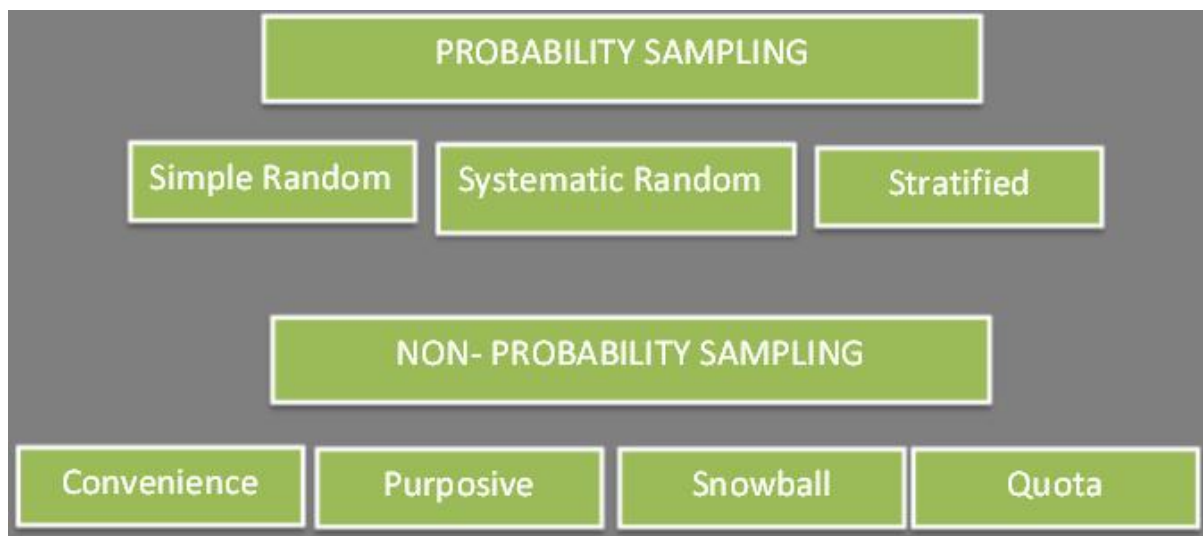 PROBABILITY SAMPLING
Simple Random
Systematic Random
Stratified
NON- PROBABILITY SAMPLING
Convenience
Purposive
Snowball
Quota